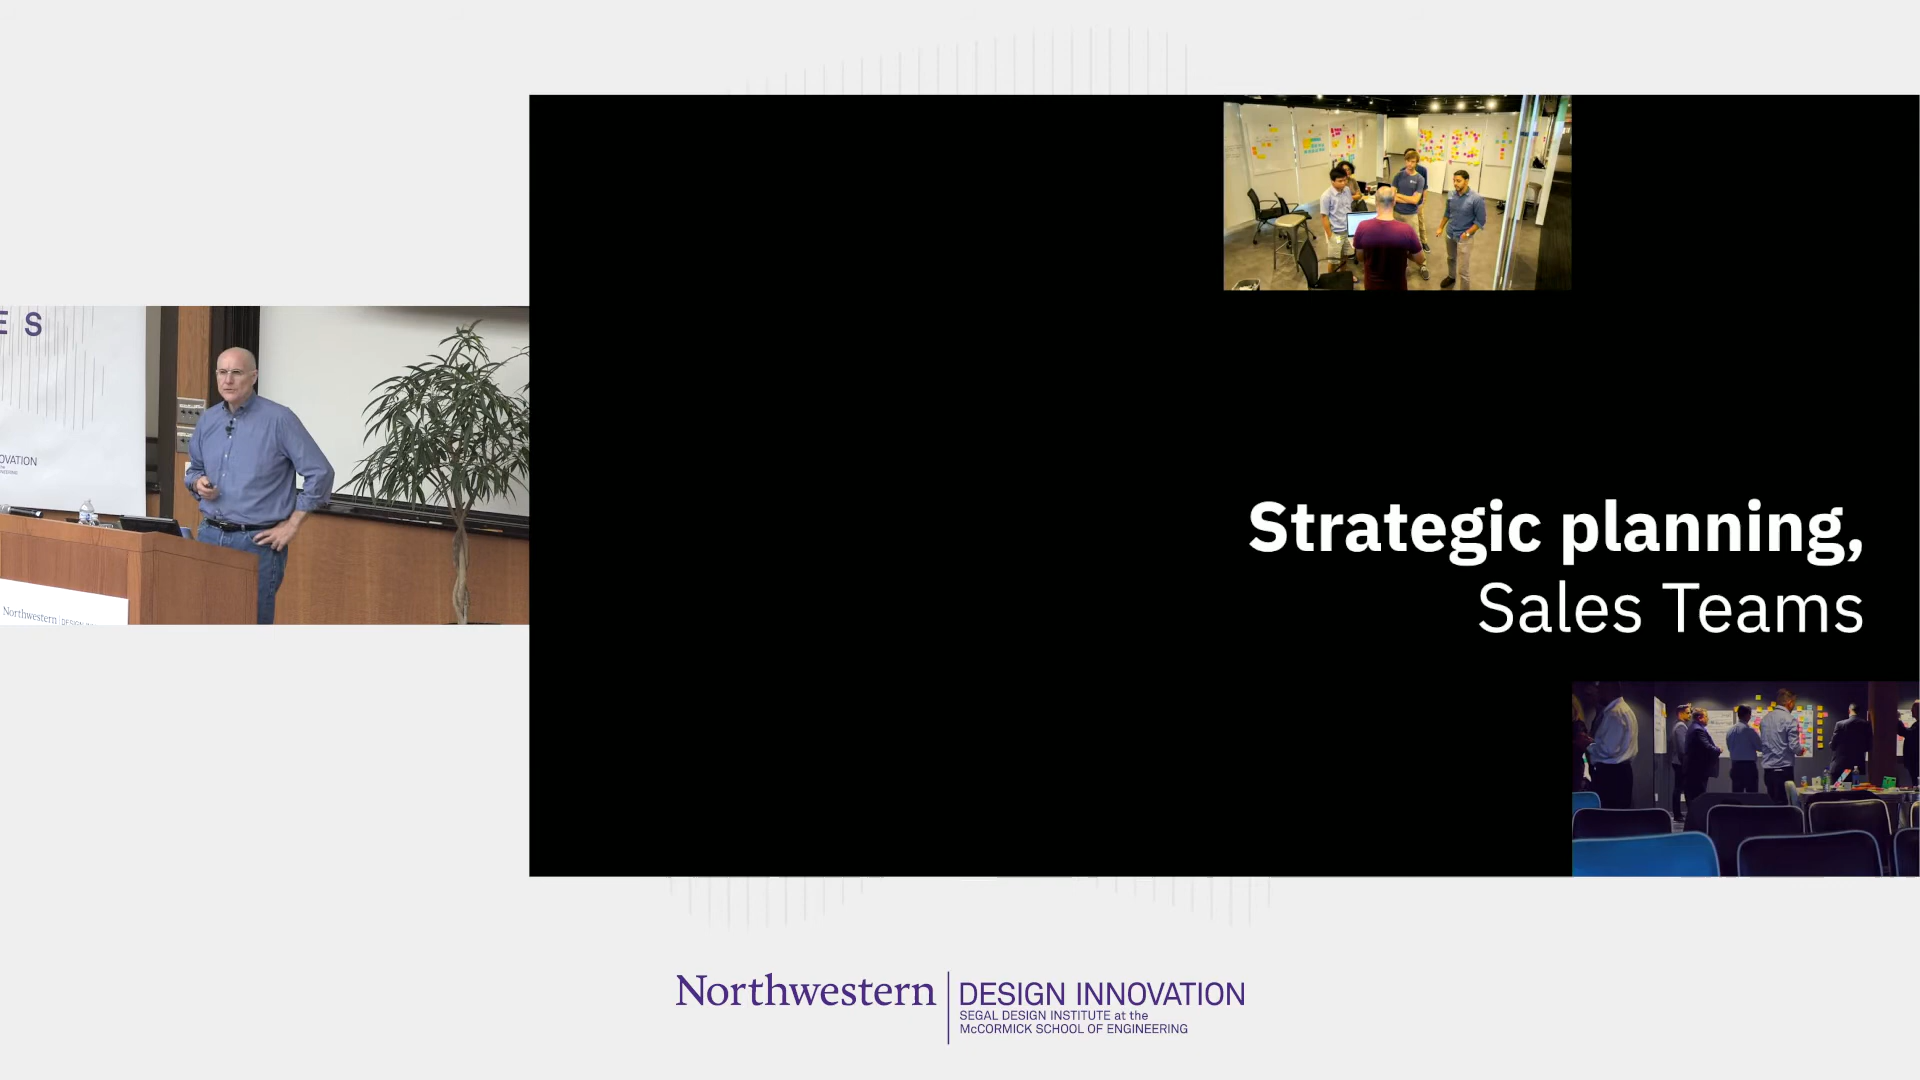 E S
OVATION
Northwestern
Strategic planning,
Sales Teams
Northwestern
DESIGN INNOVATION
SEGAL DESIGN INSTITUTE at the
McCORMICK SCHOOL OF ENGINEERING